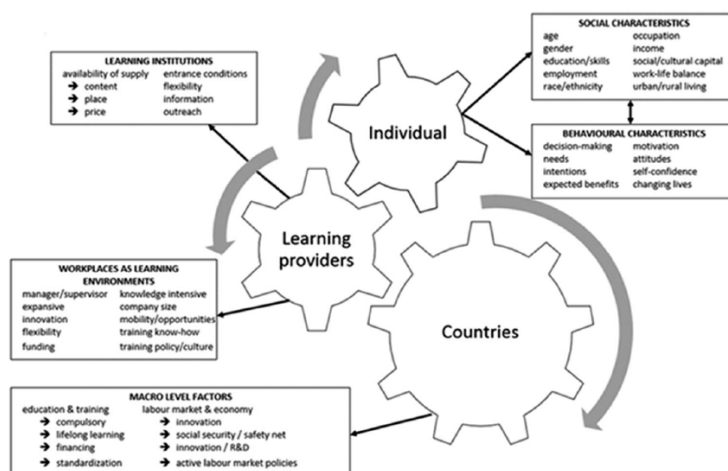 SOCIAL CHARACTERISTICS
age occupation
gender income
education/skills social/cultural capital
employment work-life balance
race/ethnicity urban/rural living
LEARNING INSTITUTIONS
availability of supply entrance conditions
→ content flexibility
→ place information
→ price outreach
Individual
BEHAVIOURAL CHARACTERISTICS
decision-making motivation
needs attitudes
intentions self-confidence
expected benefits changing lives
Learning
providers
WORKPLACES AS LEARNING
ENVIRONMENTS
manager/supervisor knowledge intensive
expansive company size
innovation mobility/opportunities
flexibility training know-how
funding training policy/culture
Countries
MACRO LEVEL FACTORS
education & training labour market & economy
→ compulsory → innovation
→ lifelong learning → social security / safety net
→ financing → innovation / R&D
→ standardization → active labour market policies